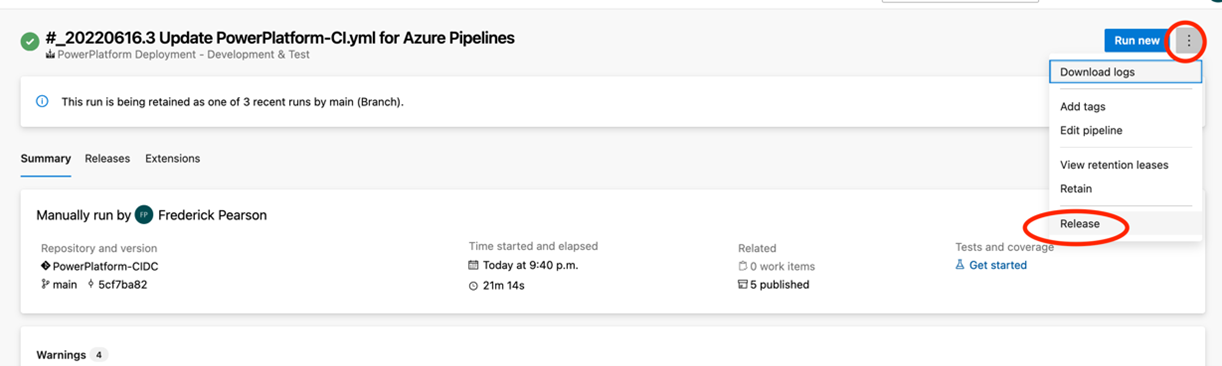 #_20220616.3 Update PowerPlatform-CI.yml for Azure Pipelines
PowerPlatform Deployment - Development & Test
Run new
Download logs
Add tags
Edit pipeline
View retention leases
Retain
Release
This run is being retained as one of 3 recent runs by main (Branch).
Summary Releases Extensions
Manually run by FP Frederick Pearson
Repository and version
PowerPlatform-CIDC
main 5cf7ba82
Time started and elapsed
Today at 9:40 p.m.
21m 14s
Related
0 work items
5 published
Tests and coverage
Get started
Warnings 4